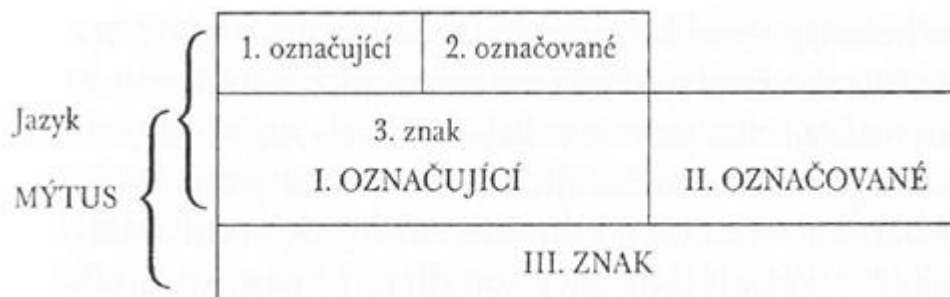 1. označující 2. označované
Jazyk
3. znak
MÝTUS
I. OZNAČUJÍCÍ II. OZNAČOVANÉ
III. ZNAK